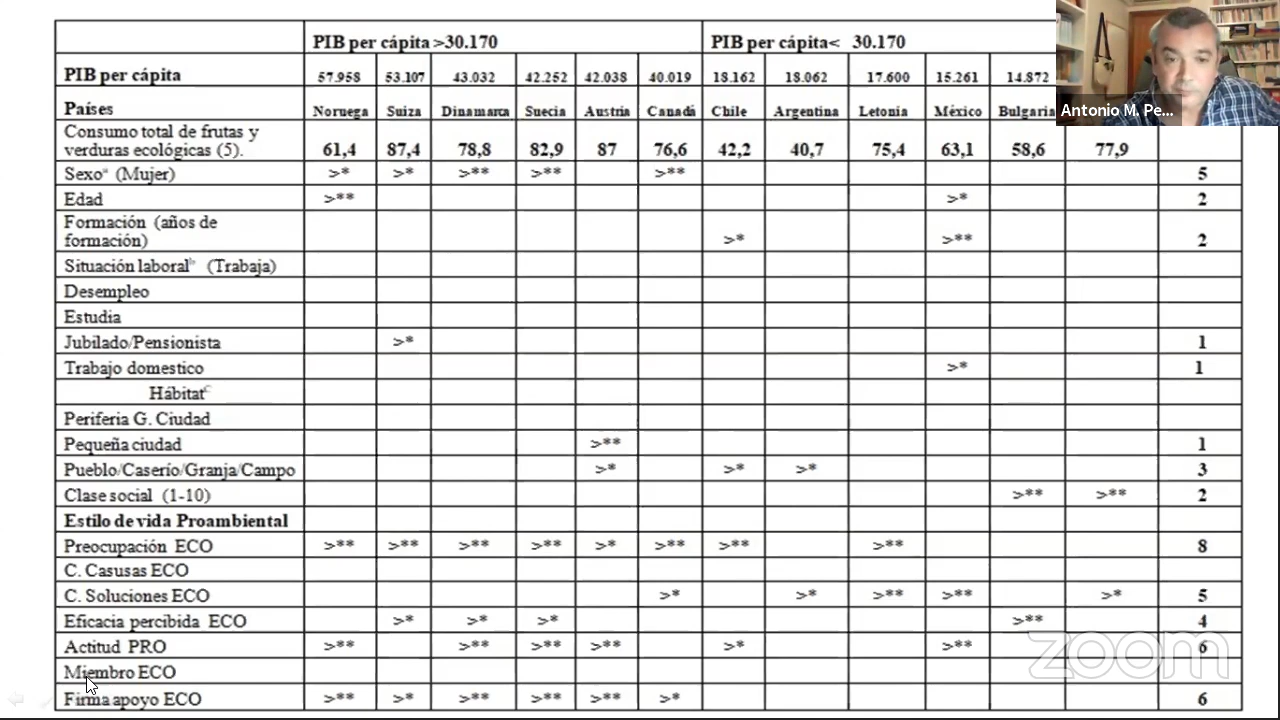 PIB per cápita >30.170 PIB per cápita< 30.170
PIB per cápita 57.958 53.107 43.032 42.252 42.038 40.019 18.162 18.062 17.600 15.261 14.872
Países Noruega Suiza Dinamarca Suecia Austria Canadá Chile Argentina Letonia México Bulgaria
Consumo total de frutas y
verduras ecológicas (5). 61,4 87,4 78,8 82,9 87 76,6 42,2 40,7 75,4 63,1 58,6 77,9
Sexoª (Mujer) >* >* >** >** >** 5
Edad >** >* 2
Formación (años de
formación) >* >** 2
Situación laboralᵇ (Trabaja)
Desempleo
Estudia
Jubilado/Pensionista >* 1
Trabajo domestico >* 1
Hábitatᶜ
Periferia G. Ciudad
Pequeña ciudad >** 1
Pueblo/Caserío/Granja/Campo >* >* >* 3
Clase social (1-10) >** >** 2
Estilo de vida Proambiental
Preocupación ECO >** >** >** >** >* >** >** >** 8
C. Casusas ECO
C. Soluciones ECO >* >* >** >** >* 5
Eficacia percibida ECO >* >* >* >** 4
Actitud PRO >** >** >** >** >* >** 6
Miembro ECO
Firma apoyo ECO >** >* >** >** >** >* 6
Antonio M. Pe...
zoom